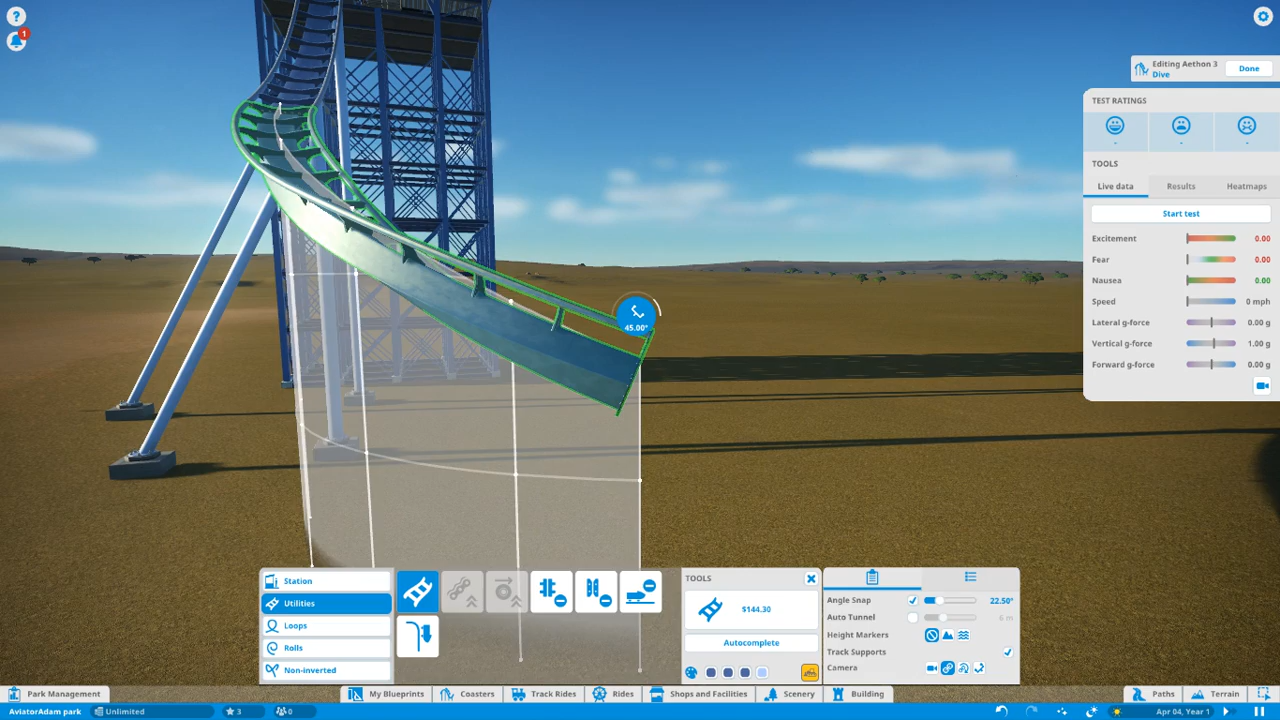 ?
1
Editing Aethon 3
Dive
Done
TEST RATINGS
- - -
TOOLS
Live data Results Heatmaps
Start test
Excitement 0.00
Fear 0.00
Nausea 0.00
Speed 0 mph
Lateral g-force 0.00 g
Vertical g-force 1.00 g
Forward g-force 0.00 g
45.00°
Station
Utilities
Loops
Rolls
Non-inverted
TOOLS
$144.30
Autocomplete
Angle Snap 22.50°
Auto Tunnel 6 m
Height Markers
Track Supports
Camera
Park Management My Blueprints Coasters Track Rides Rides Shops and Facilities Scenery Building Paths Terrain
AviatorAdam park Unlimited 3 0 Apr 04, Year 1